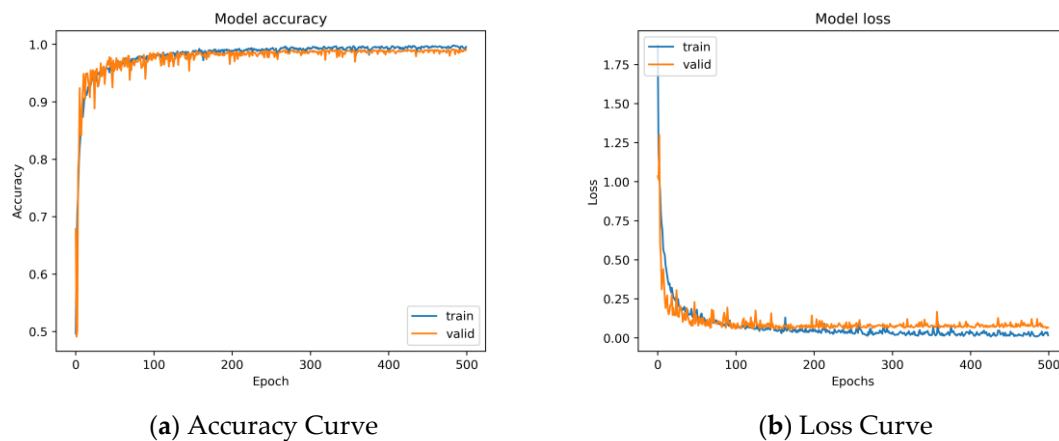 Model accuracy
1.0
0.9
0.8
0.7
0.6
0.5
Accuracy
0 100 200 300 400 500
Epoch
train
valid
(a) Accuracy Curve
Model loss
train
valid
1.75
1.50
1.25
1.00
0.75
0.50
0.25
0.00
Loss
0 100 200 300 400 500
Epochs
(b) Loss Curve